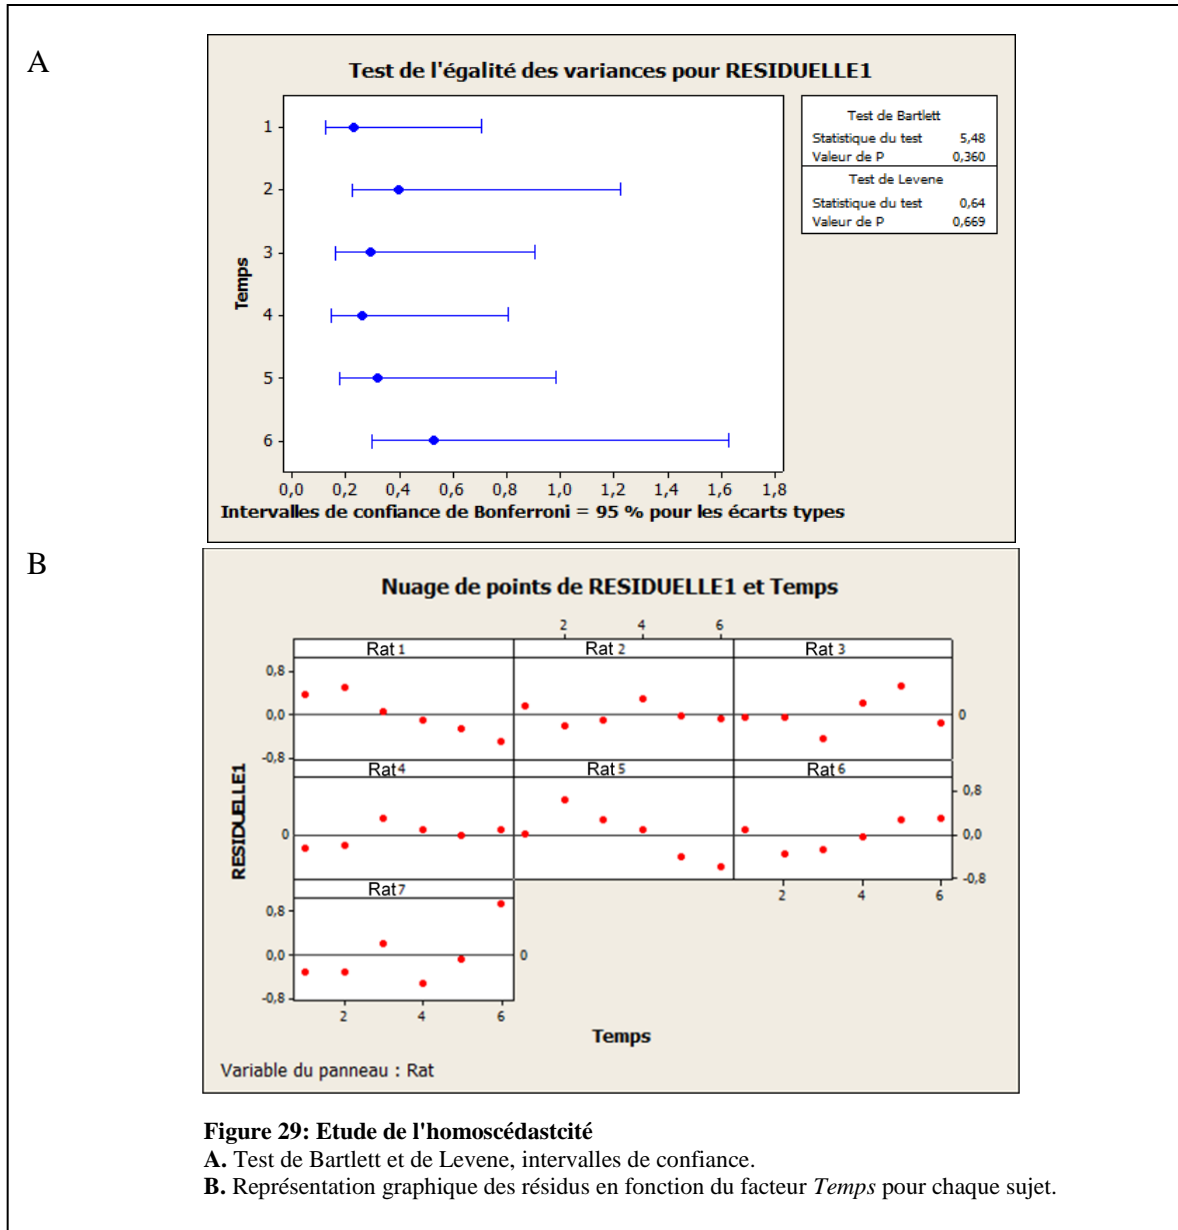 A
Test de l'égalité des variances pour RESIDUELLE1
Test de Bartlett
Statistique du test 5,48
Valeur de P 0,360
Test de Levene
Statistique du test 0,64
Valeur de P 0,669
Temps
1
2
3
4
5
6
0,0 0,2 0,4 0,6 0,8 1,0 1,2 1,4 1,6 1,8
Intervalles de confiance de Bonferroni = 95 % pour les écarts types
B
Nuage de points de RESIDUELLE1 et Temps
2 4 6
Rat 1 Rat 2 Rat 3
0,8
0,0 0
-0,8
Rat 4 Rat 5 Rat 6
0,8
0 0,0
-0,8
RESIDUELLE1
2 4 6
Rat 7
0,8
0,0 0
-0,8
2 4 6
Temps
Variable du panneau : Rat
Figure 29: Etude de l'homoscédastcité
A. Test de Bartlett et de Levene, intervalles de confiance.
B. Représentation graphique des résidus en fonction du facteur Temps pour chaque sujet.